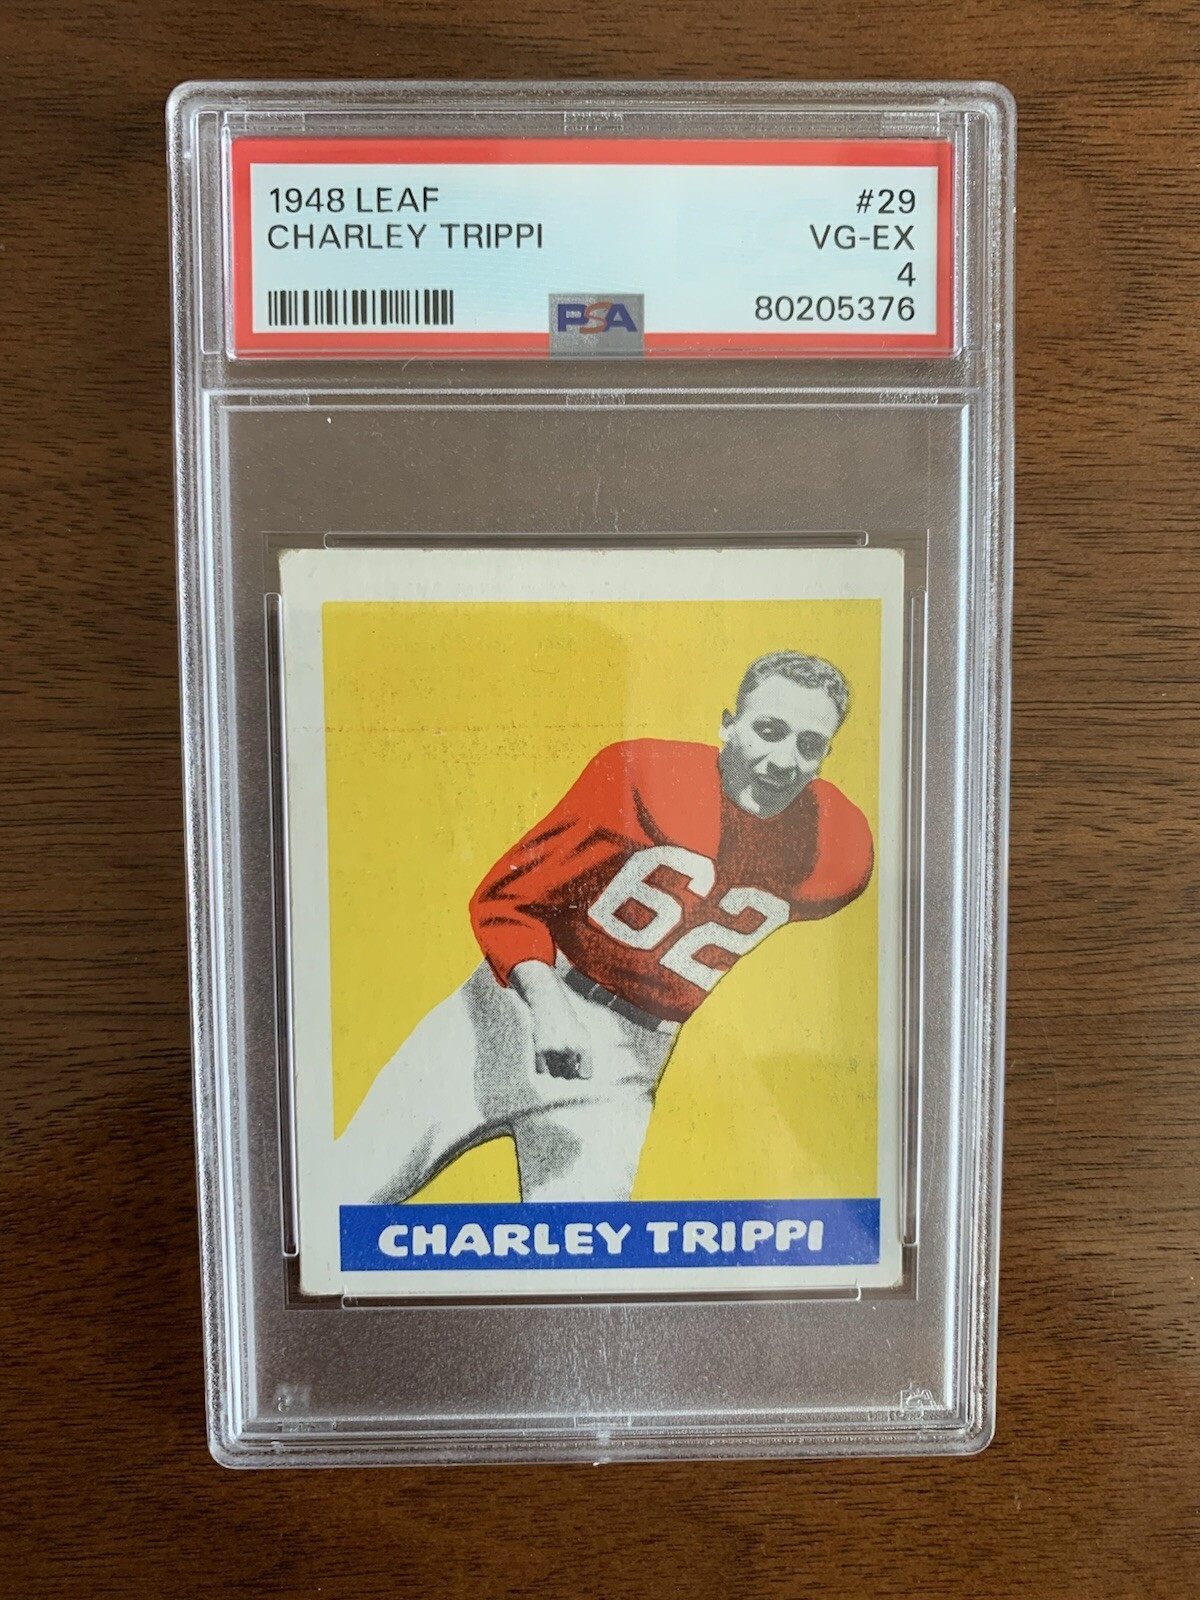 1948 LEAF #29
CHARLEY TRIPPI VG-EX
4
PSA 80205376
62
CHARLEY TRIPPI